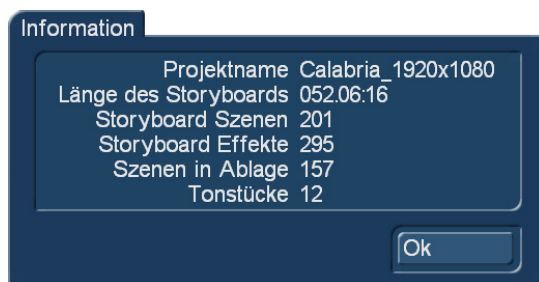 Information
Projektname Calabria_1920x1080
Länge des Storyboards 052.06:16
Storyboard Szenen 201
Storyboard Effekte 295
Szenen in Ablage 157
Tonstücke 12
Ok